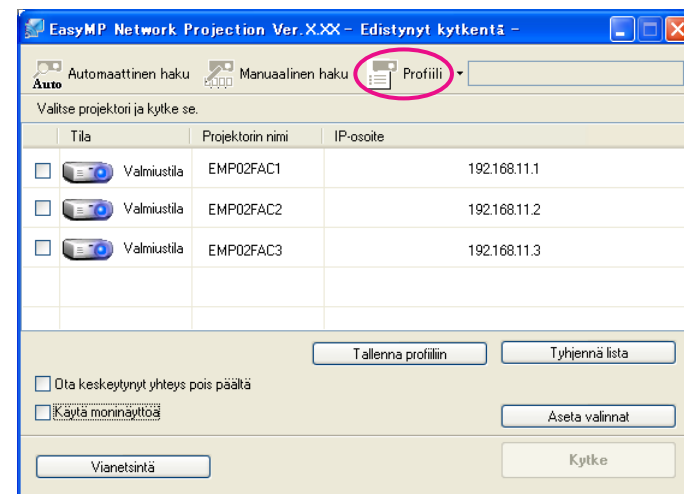 EasyMP Network Projection Ver.X.XX – Edistynyt kytkentä –
Auto Automaattinen haku Manuaalinen haku Profiili
Valitse projektori ja kytke se.
Tila Projektorin nimi IP-osoite
Valmiustila EMP02FAC1 192.168.11.1
Valmiustila EMP02FAC2 192.168.11.2
Valmiustila EMP02FAC3 192.168.11.3
Tallenna profiiliin Tyhjennä lista
Ota keskeytynyt yhteys pois päältä
Käytä moninäyttöä
Aseta valinnat
Vianetsintä Kytke